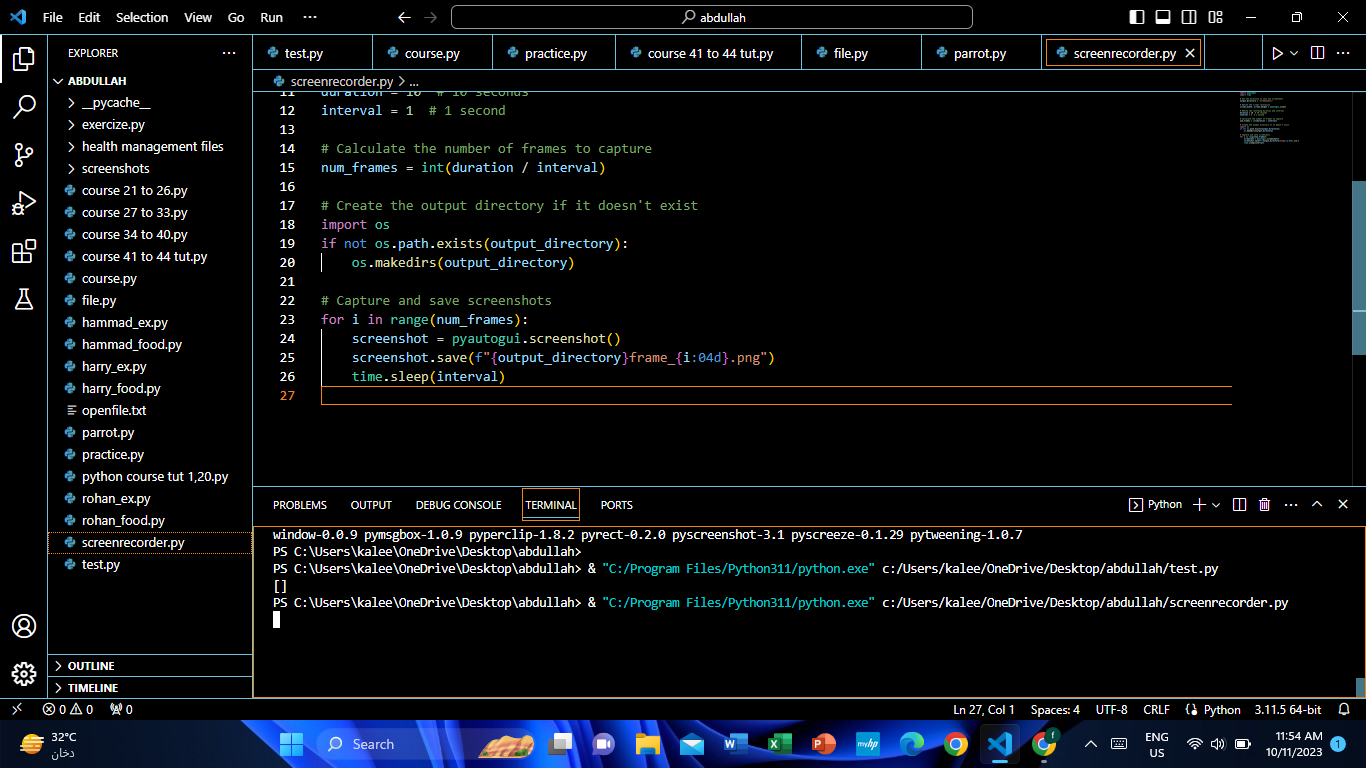 File Edit Selection View Go Run ··· abdullah
EXPLORER ···
test.py course.py practice.py course 41 to 44 tut.py file.py parrot.py screenrecorder.py
screenrecorder.py > ...
ABDULLAH
__pycache__
exercize.py
health management files
screenshots
course 21 to 26.py
course 27 to 33.py
course 34 to 40.py
course 41 to 44 tut.py
course.py
file.py
hammad_ex.py
hammad_food.py
harry_ex.py
harry_food.py
openfile.txt
parrot.py
practice.py
python course tut 1,20.py
rohan_ex.py
rohan_food.py
screenrecorder.py
test.py
OUTLINE
TIMELINE
11 duration = 10 # 10 seconds
12 interval = 1 # 1 second
13
14 # Calculate the number of frames to capture
15 num_frames = int(duration / interval)
16
17 # Create the output directory if it doesn't exist
18 import os
19 if not os.path.exists(output_directory):
20 os.makedirs(output_directory)
21
22 # Capture and save screenshots
23 for i in range(num_frames):
24 screenshot = pyautogui.screenshot()
25 screenshot.save(f"{output_directory}frame_{i:04d}.png")
26 time.sleep(interval)
27
PROBLEMS OUTPUT DEBUG CONSOLE TERMINAL PORTS Python
window-0.0.9 pymsgbox-1.0.9 pyperclip-1.8.2 pyrect-0.2.0 pyscreenshot-3.1 pyscreeze-0.1.29 pytweening-1.0.7
PS C:\Users\kalee\OneDrive\Desktop\abdullah>
PS C:\Users\kalee\OneDrive\Desktop\abdullah> & "C:/Program Files/Python311/python.exe" c:/Users/kalee/OneDrive/Desktop/abdullah/test.py
[]
PS C:\Users\kalee\OneDrive\Desktop\abdullah> & "C:/Program Files/Python311/python.exe" c:/Users/kalee/OneDrive/Desktop/abdullah/screenrecorder.py
0 0 0 Ln 27, Col 1 Spaces: 4 UTF-8 CRLF Python 3.11.5 64-bit
32°C
دخان
Search
myhp
ENG
US
11:54 AM
10/11/2023
1